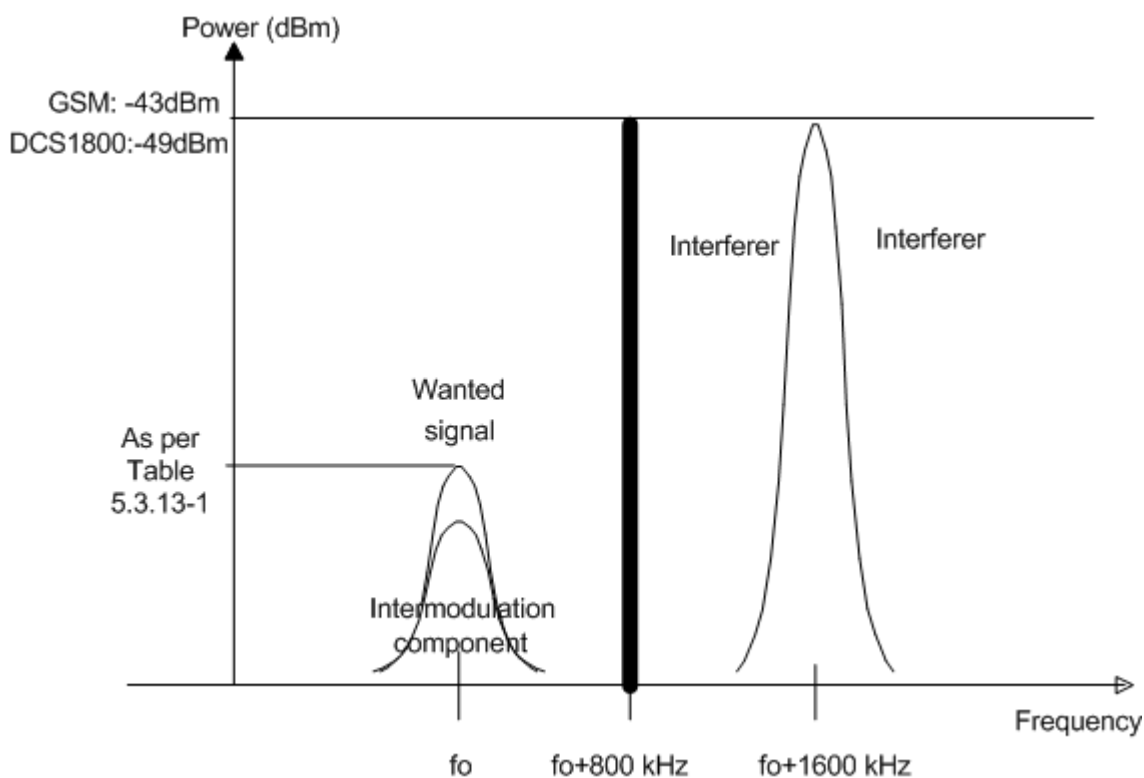 Power (dBm)
GSM: -43dBm
DCS1800:-49dBm
Interferer
Interferer
Wanted
signal
As per
Table
5.3.13-1
Intermodulation
component
Frequency
fo
fo+800 kHz
fo+1600 kHz